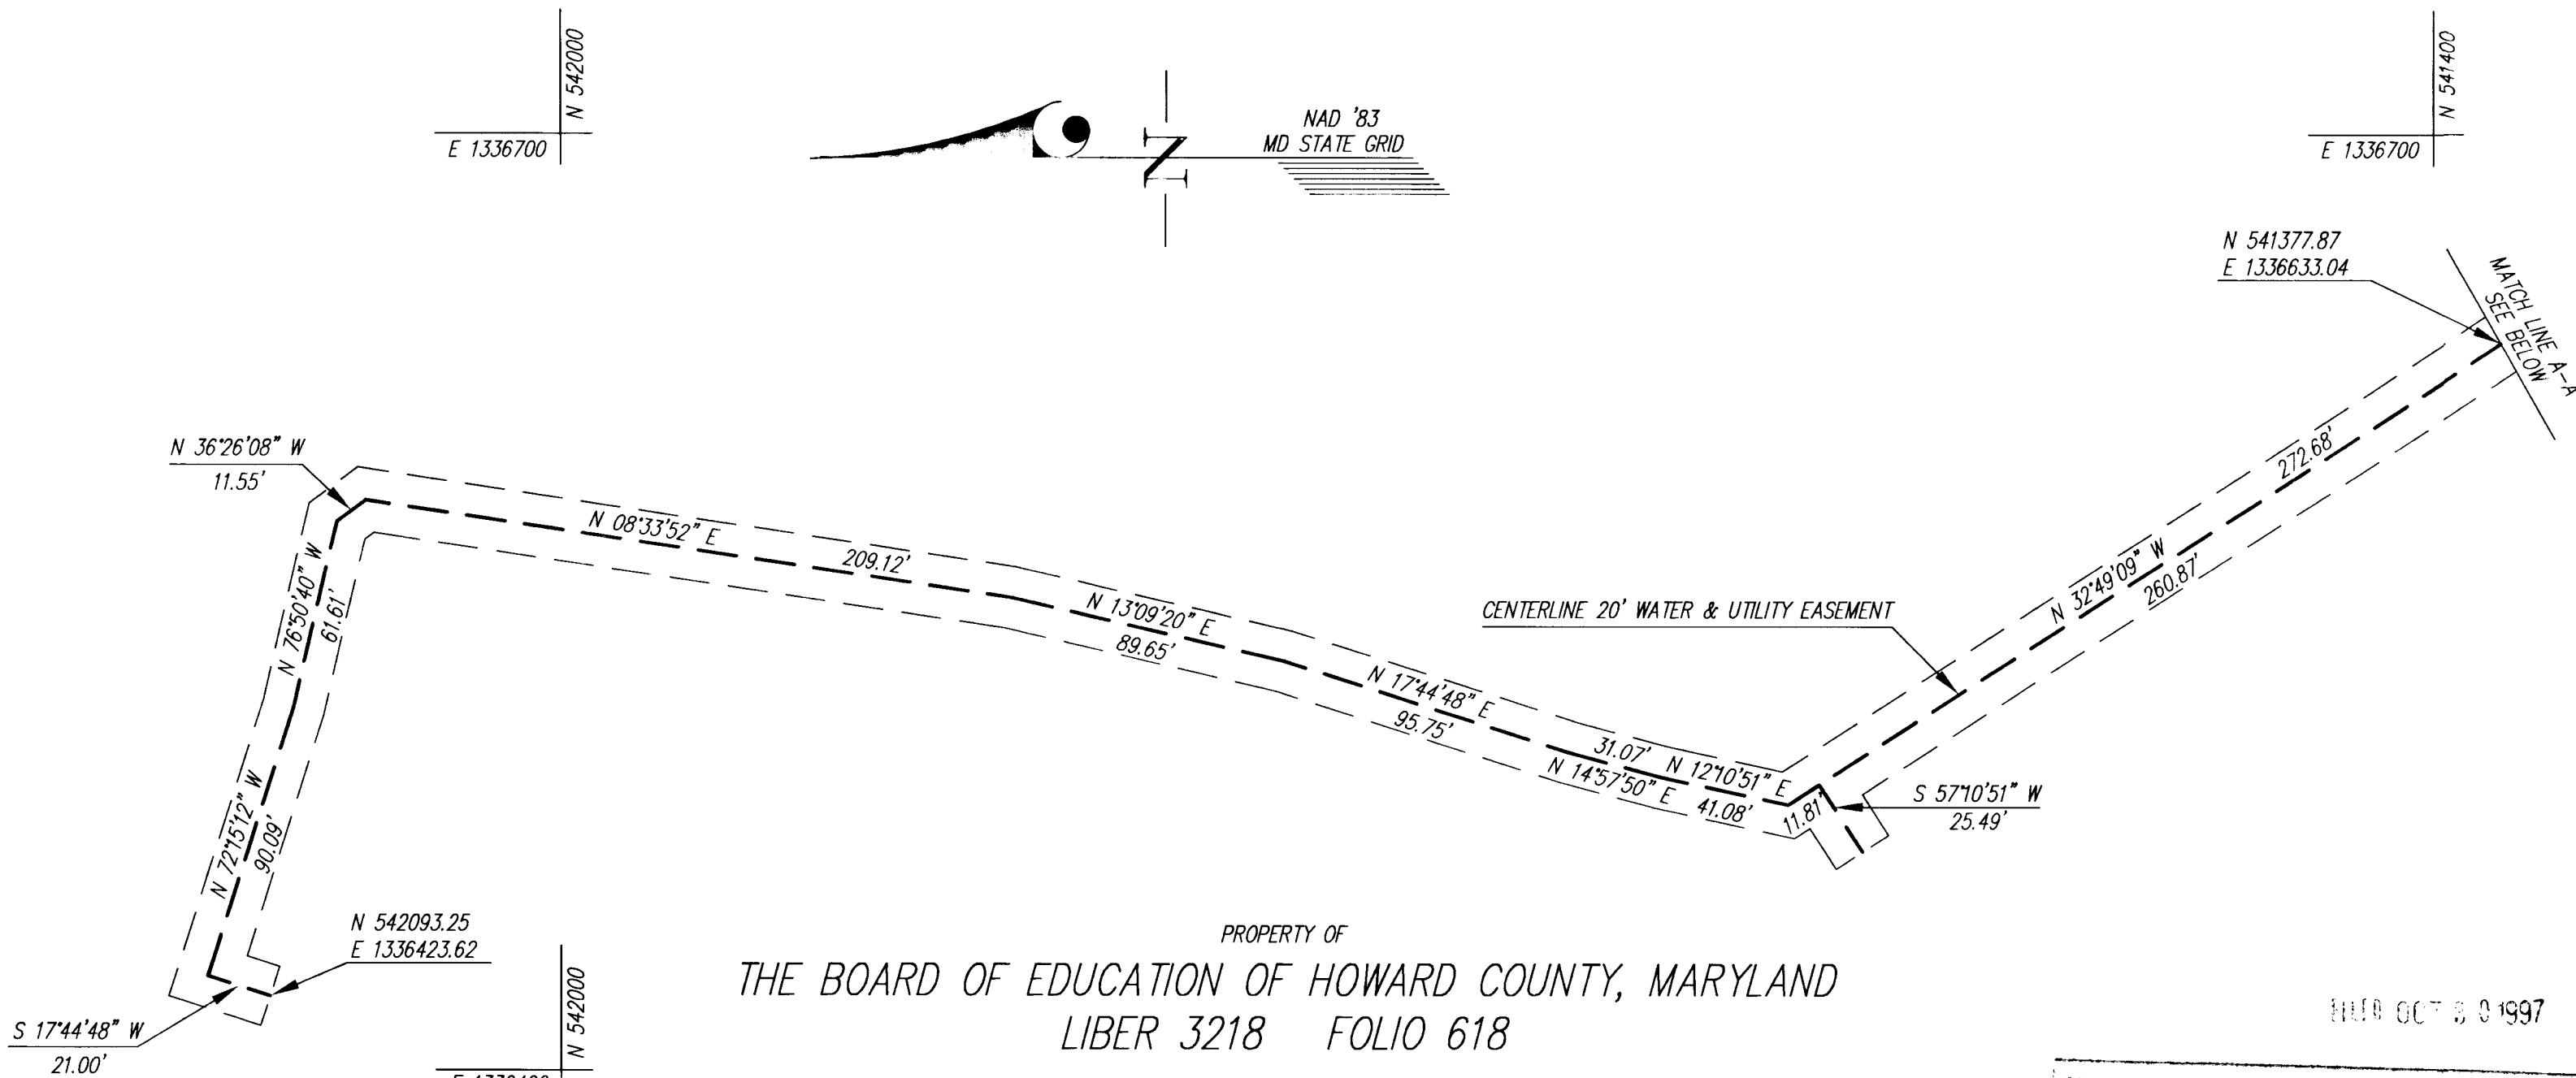 N 542000
E 1336700
NAD '83
MD STATE GRID
N
N 541400
E 1336700
N 541377.87
E 1336633.04
MATCH LINE A-A
SEE BELOW
N 36°26'08" W
11.55'
N 08°33'52" E
209.12'
N 76°50'40" W
61.61'
N 13°09'20" E
89.65'
272.68'
N 32°49'09" W
260.87'
CENTERLINE 20' WATER & UTILITY EASEMENT
N 17°44'48" E
95.75'
31.07'
N 12°10'51" E
N 14°57'50" E
41.08'
11.81'
S 57°10'51" W
25.49'
N 72°15'12" W
90.09'
N 542093.25
E 1336423.62
S 17°44'48" W
21.00'
N 542000
PROPERTY OF
THE BOARD OF EDUCATION OF HOWARD COUNTY, MARYLAND
LIBER 3218 FOLIO 618
1997